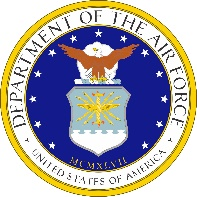 DEPARTMENT OF THE AIR FORCE
MCMXLVII
UNITED STATES OF AMERICA